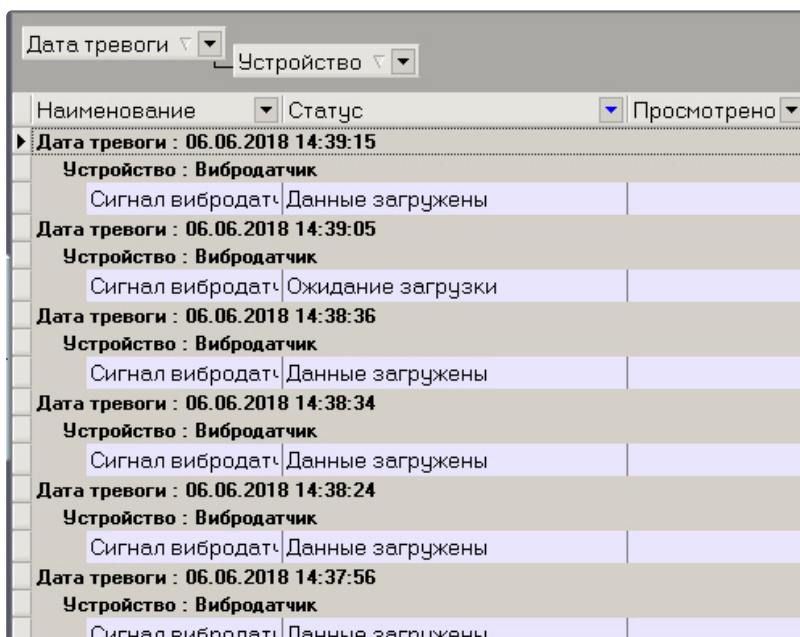 Дата тревоги
Устройство
Наименование Статус Просмотрено
Дата тревоги : 06.06.2018 14:39:15
Устройство : Вибродатчик
Сигнал вибродатч Данные загружены
Дата тревоги : 06.06.2018 14:39:05
Устройство : Вибродатчик
Сигнал вибродатч Ожидание загрузки
Дата тревоги : 06.06.2018 14:38:36
Устройство : Вибродатчик
Сигнал вибродатч Данные загружены
Дата тревоги : 06.06.2018 14:38:34
Устройство : Вибродатчик
Сигнал вибродатч Данные загружены
Дата тревоги : 06.06.2018 14:38:24
Устройство : Вибродатчик
Сигнал вибродатч Данные загружены
Дата тревоги : 06.06.2018 14:37:56
Устройство : Вибродатчик
Сигнал вибродатч Данные загружены